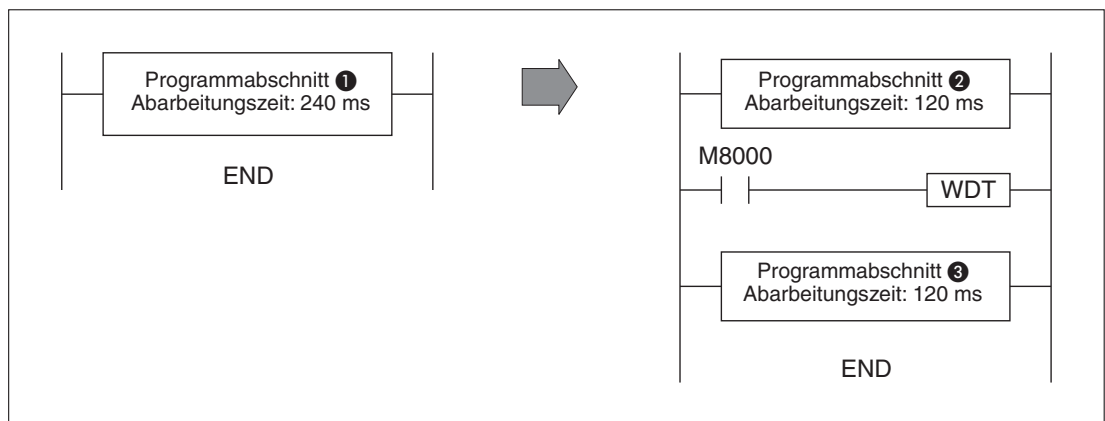 Programmabschnitt ❶
Abarbeitungszeit: 240 ms
END
Programmabschnitt ❷
Abarbeitungszeit: 120 ms
M8000
WDT
Programmabschnitt ❸
Abarbeitungszeit: 120 ms
END